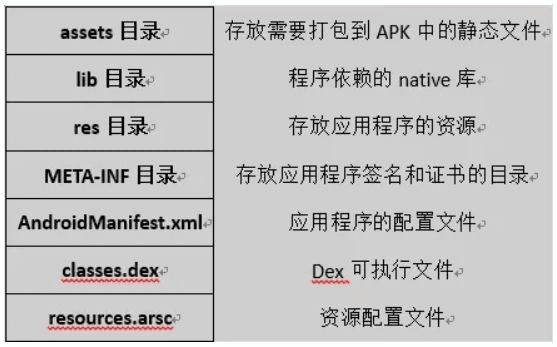 assets 目录 存放需要打包到 APK 中的静态文件
lib 目录 程序依赖的 native 库
res 目录 存放应用程序的资源
META-INF 目录 存放应用程序签名和证书的目录
AndroidManifest.xml 应用程序的配置文件
classes.dex Dex 可执行文件
resources.arsc 资源配置文件